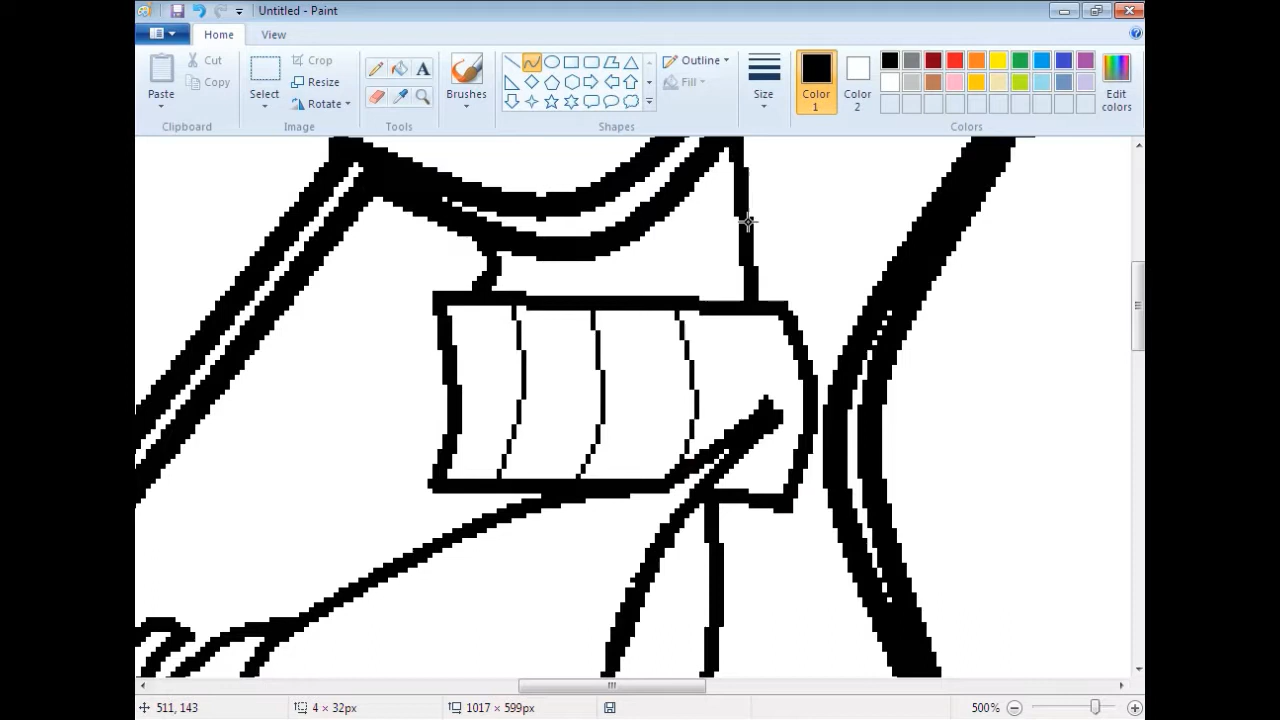 Untitled - Paint
Home View
Cut
Copy
Paste
Select
Crop
Resize
Rotate
A
Brushes
Outline
Fill
Size
Color 1
Color 2
Edit colors
Clipboard Image Tools Shapes Colors
511, 143 4 × 32px 1017 × 599px 500%